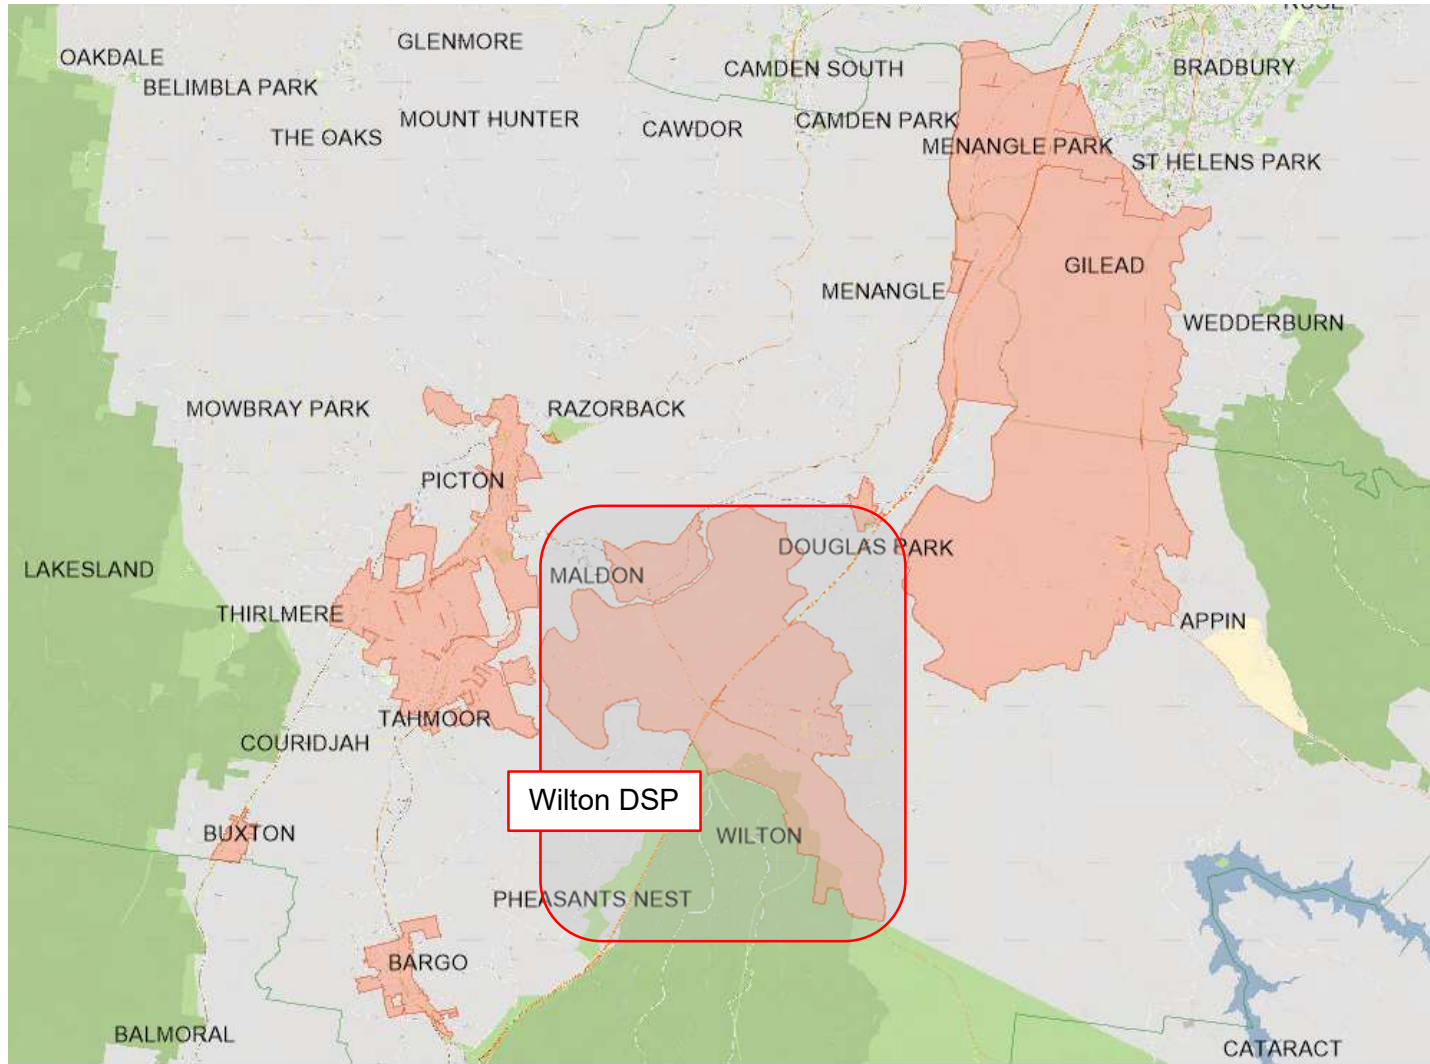 GLENMORE
OAKDALE
CAMDEN SOUTH
BRADBURY
BELIMBLA PARK
MOUNT HUNTER
CAWDOR
CAMDEN PARK
THE OAKS
MENANGLE PARK
ST HELENS PARK
GILEAD
MENANGLE
WEDDERBURN
MOWBRAY PARK
RAZORBACK
PICTON
DOUGLAS PARK
LAKESLAND
MALDON
THIRLMERE
APPIN
TAHMOOR
COURIDJAH
Wilton DSP
BUXTON
WILTON
PHEASANTS NEST
BARGO
BALMORAL
CATARACT